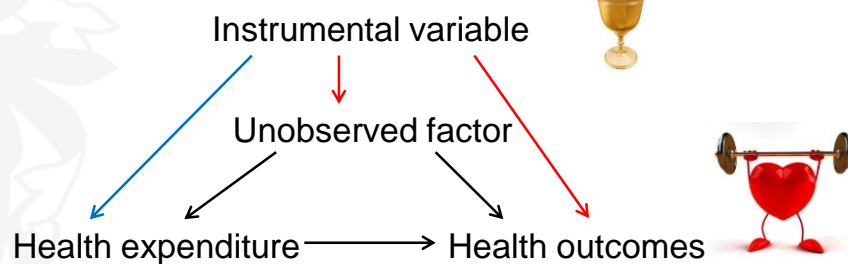 Instrumental variable
Unobserved factor
Health expenditure
Health outcomes